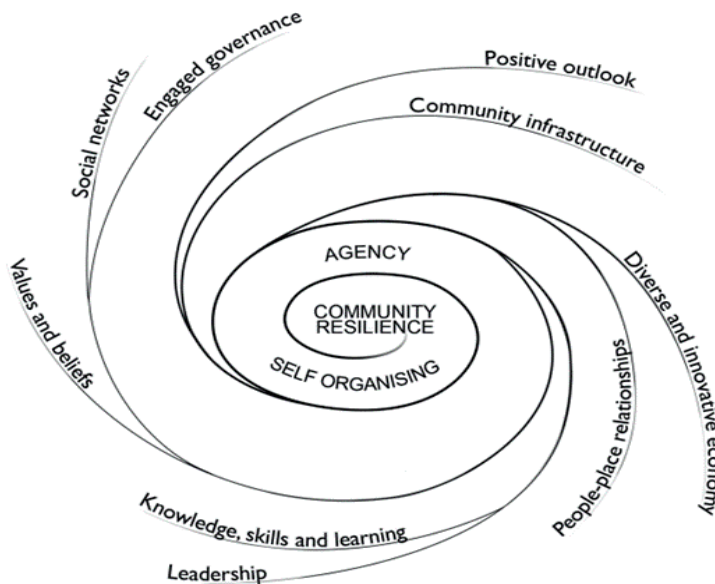 Social networks
Engaged governance
Positive outlook
Community infrastructure
AGENCY
COMMUNITY
RESILIENCE
SELF ORGANISING
Values and beliefs
Diverse and innovative economy
People-place relationships
Knowledge, skills and learning
Leadership